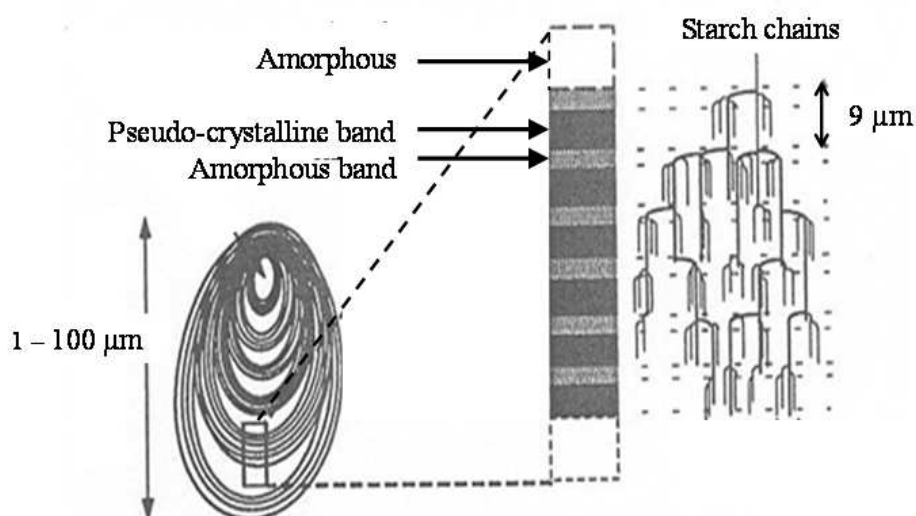 Starch chains
Amorphous
9 µm
Pseudo-crystalline band
Amorphous band
1 – 100 µm